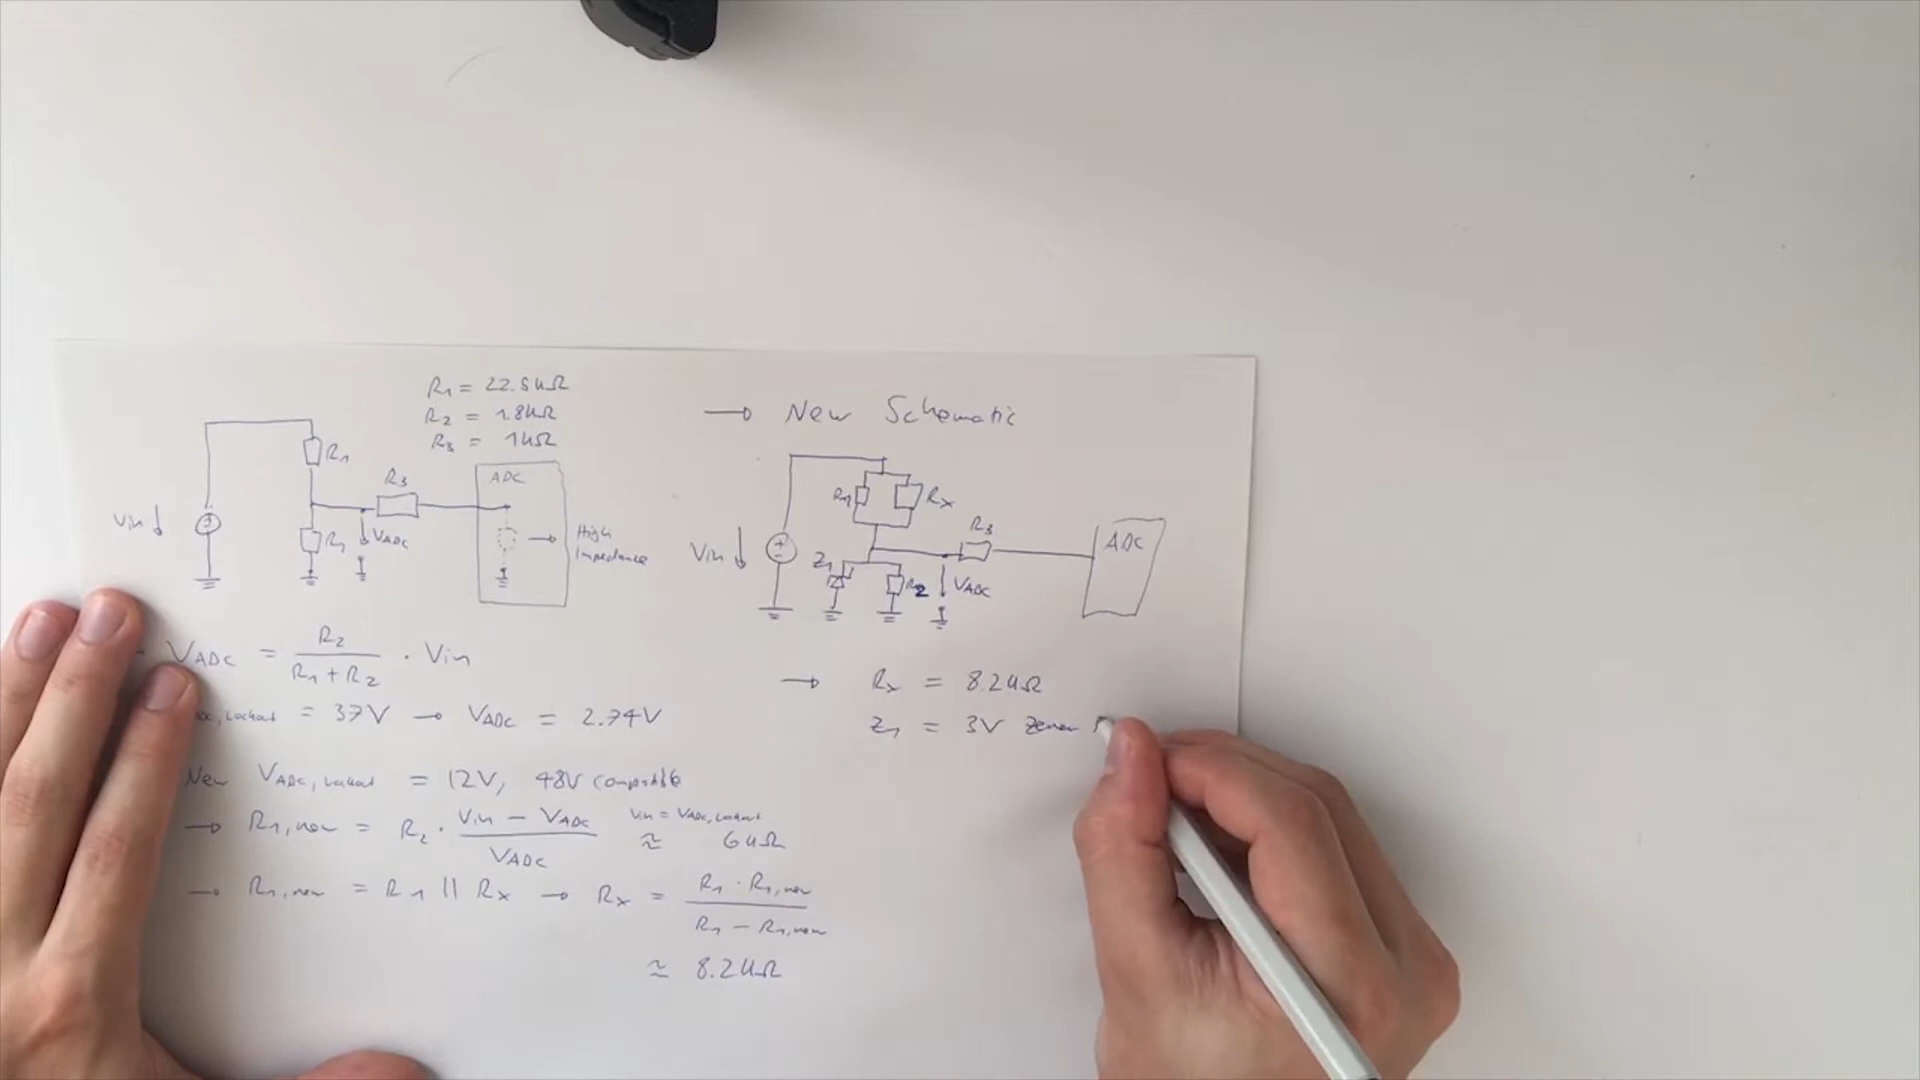 R1 = 22.5kΩ
R2 = 1.8kΩ
R3 = 1kΩ
R1
R3
ADC
Vin ↓
R1
VADC
→ High Impedance
VADC = R2 / (R1 + R2) · Vin
Lockout = 37V → VADC = 2.74V
New VADC, Lockout = 12V, 48V compatible
→ R1,new = R2 · (Vin − VADC) / VADC
Vin = VADC, Lockout
≈ 6kΩ
→ R1,new = R1 || Rx → Rx = R1 · R1,new / (R1 − R1,new)
≈ 8.2kΩ
→ New Schematic
R1
Rx
R3
ADC
Vin ↓
Z1
R2
VADC
→ Rx = 8.2kΩ
Z1 = 3V Zener